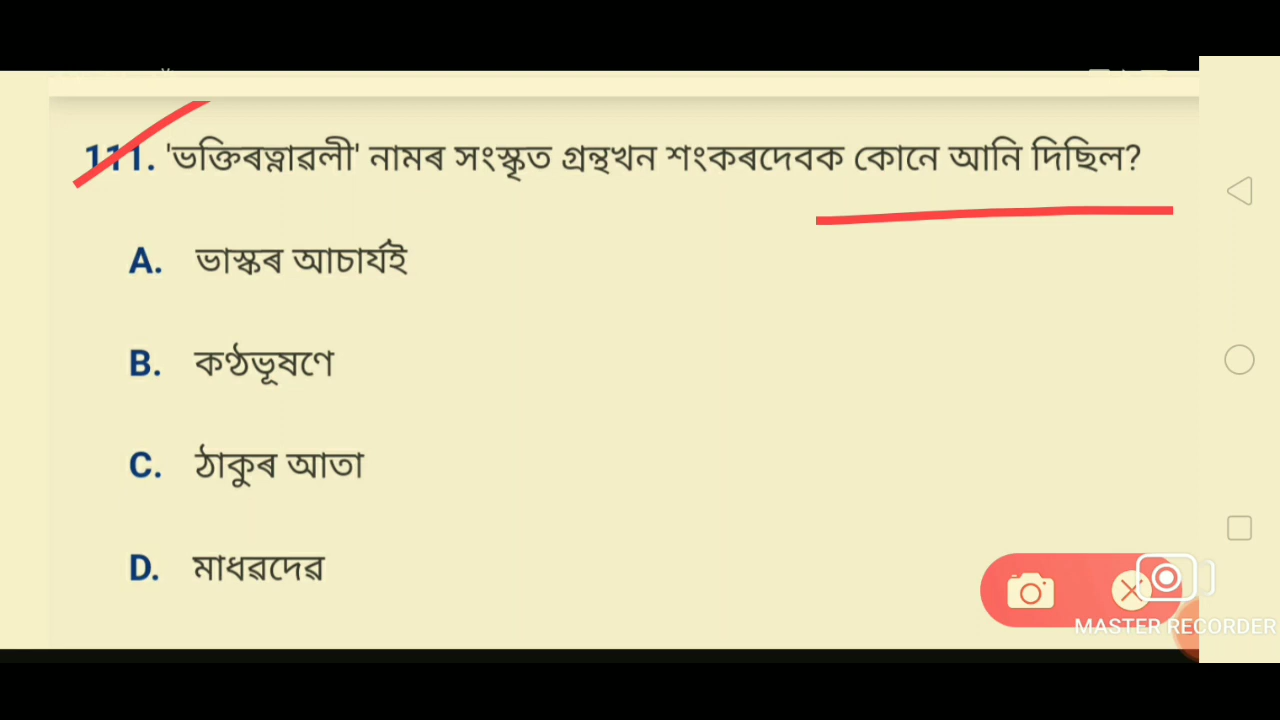 111. 'ভক্তিৰত্নাৱলী' নামৰ সংস্কৃত গ্ৰন্থখন শংকৰদেবক কোনে আনি দিছিল?
A. ভাস্কৰ আচাৰ্যই
B. কণ্ঠভূষণে
C. ঠাকুৰ আতা
D. মাধৱদেৱ
MASTER RECORDER